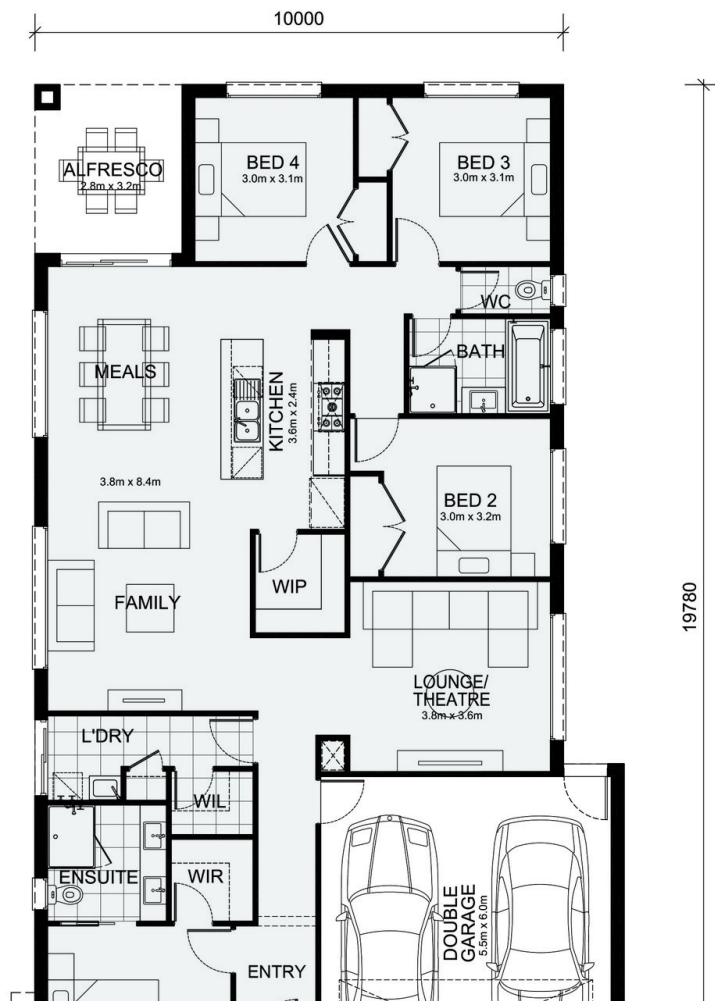 10000
ALFRESCO
2.8m x 3.2m
BED 4
3.0m x 3.1m
BED 3
3.0m x 3.1m
WC
BATH
MEALS
KITCHEN
3.6m x 2.4m
3.8m x 8.4m
BED 2
3.0m x 3.2m
WIP
FAMILY
19780
LOUNGE/
THEATRE
3.8m x 3.6m
L'DRY
WIL
ENSUITE
WIR
DOUBLE
GARAGE
5.5m x 6.0m
ENTRY